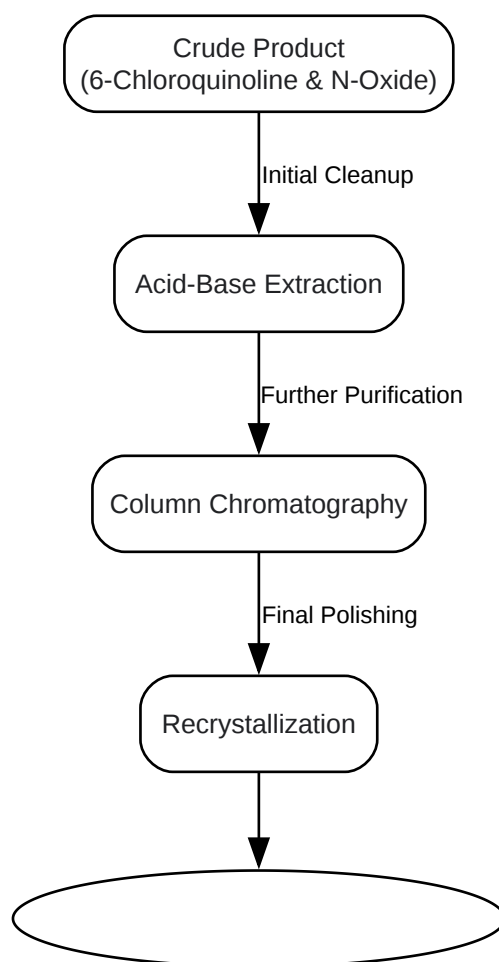 Crude Product
(6-Chloroquinoline & N-Oxide)
Initial Cleanup
Acid-Base Extraction
Further Purification
Column Chromatography
Final Polishing
Recrystallization